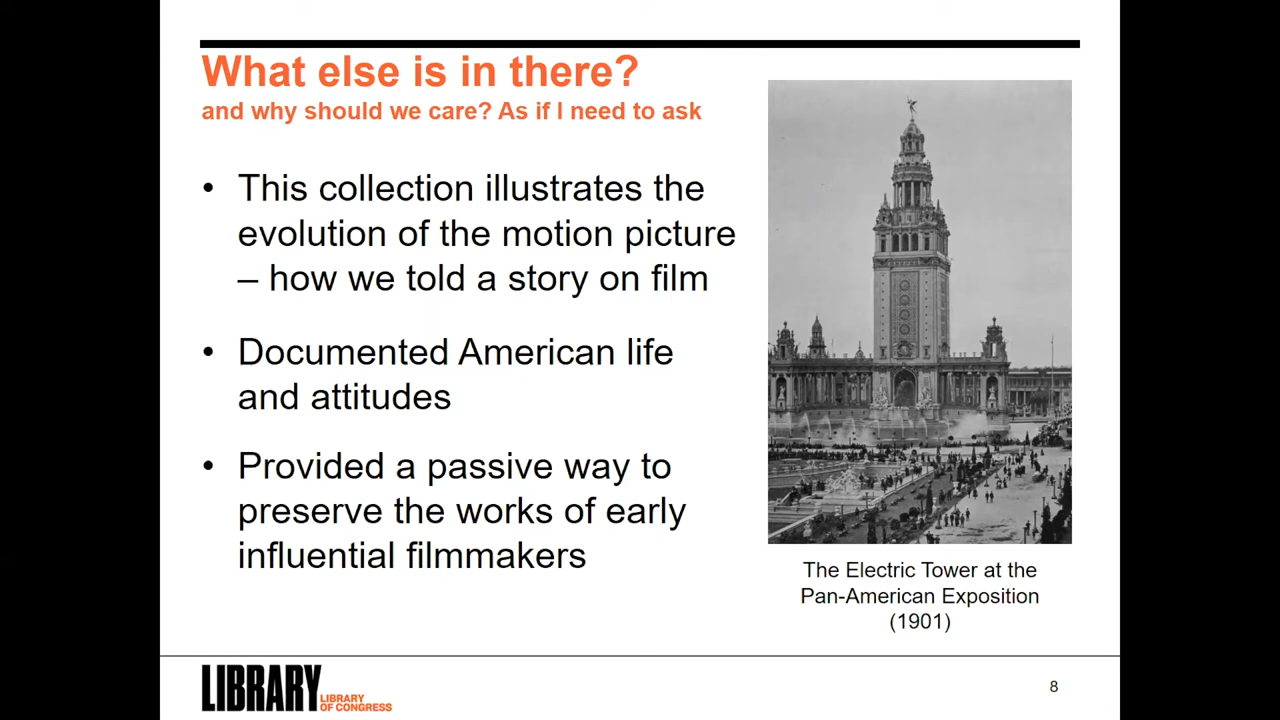 What else is in there?
and why should we care? As if I need to ask
• This collection illustrates the
evolution of the motion picture
– how we told a story on film
• Documented American life
and attitudes
• Provided a passive way to
preserve the works of early
influential filmmakers
The Electric Tower at the
Pan-American Exposition
(1901)
LIBRARY
LIBRARY
OF CONGRESS
8